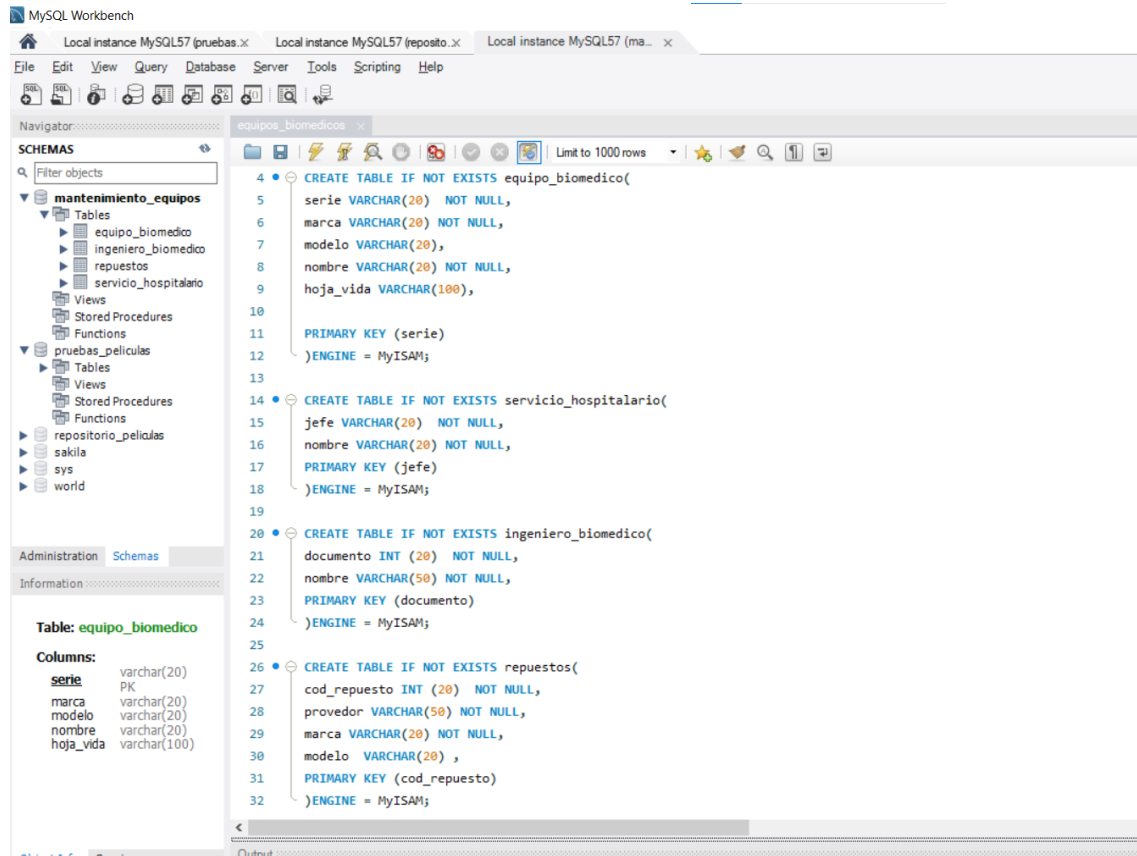 MySQL Workbench
Local instance MySQL57 (pruebas. x
Local instance MySQL57 (reposito. x
Local instance MySQL57 (ma... x
File Edit View Query Database Server Tools Scripting Help
Navigator
SCHEMAS
Filter objects
mantenimiento_equipos
Tables
equipo_biomedico
ingeniero_biomedico
repuestos
servicio_hospitalario
Views
Stored Procedures
Functions
pruebas_peliculas
Tables
Views
Stored Procedures
Functions
repositorio_peliculas
sakila
sys
world
Administration Schemas
Information
Table: equipo_biomedico
Columns:
serie varchar(20) PK
marca varchar(20)
modelo varchar(20)
nombre varchar(20)
hoja_vida varchar(100)
equipos_biomedicos x
Limit to 1000 rows
4 CREATE TABLE IF NOT EXISTS equipo_biomedico(
5 serie VARCHAR(20) NOT NULL,
6 marca VARCHAR(20) NOT NULL,
7 modelo VARCHAR(20),
8 nombre VARCHAR(20) NOT NULL,
9 hoja_vida VARCHAR(100),
10
11 PRIMARY KEY (serie)
12 )ENGINE = MyISAM;
13
14 CREATE TABLE IF NOT EXISTS servicio_hospitalario(
15 jefe VARCHAR(20) NOT NULL,
16 nombre VARCHAR(20) NOT NULL,
17 PRIMARY KEY (jefe)
18 )ENGINE = MyISAM;
19
20 CREATE TABLE IF NOT EXISTS ingeniero_biomedico(
21 documento INT (20) NOT NULL,
22 nombre VARCHAR(50) NOT NULL,
23 PRIMARY KEY (documento)
24 )ENGINE = MyISAM;
25
26 CREATE TABLE IF NOT EXISTS repuestos(
27 cod_repuesto INT (20) NOT NULL,
28 provedor VARCHAR(50) NOT NULL,
29 marca VARCHAR(20) NOT NULL,
30 modelo VARCHAR(20) ,
31 PRIMARY KEY (cod_repuesto)
32 )ENGINE = MyISAM;
Output